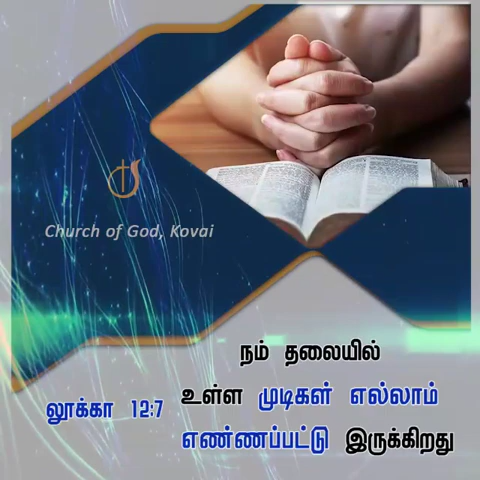 Church of God, Kovai
நம் தலையில்
உள்ள முடிகள் எல்லாம்
எண்ணப்பட்டு இருக்கிறது
லூக்கா 12:7